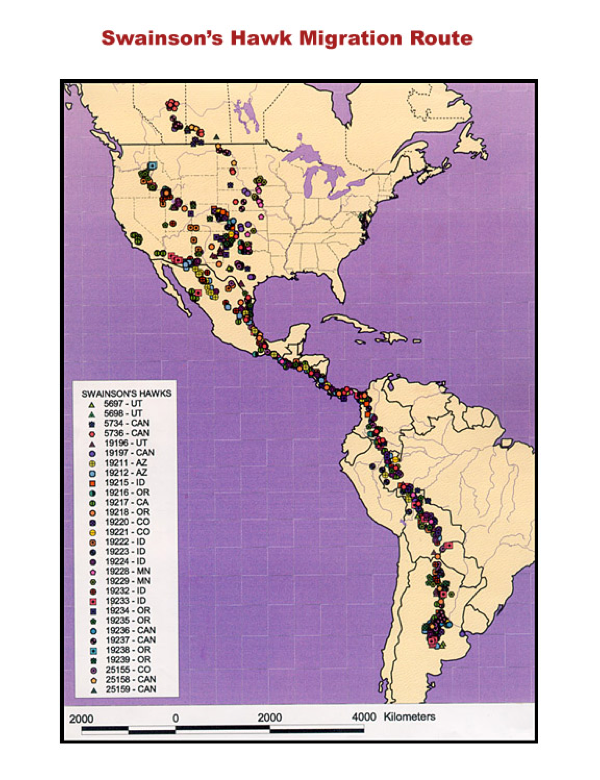 Swainson's Hawk Migration Route
SWAINSON'S HAWKS
5697 - UT
5698 - UT
5734 - CAN
5736 - CAN
19196 - UT
19197 - CAN
19211 - AZ
19212 - AZ
19215 - ID
19216 - OR
19217 - CA
19218 - OR
19220 - CO
19221 - CO
19222 - ID
19223 - ID
19224 - ID
19228 - MN
19229 - MN
19232 - ID
19233 - ID
19234 - OR
19235 - OR
19236 - CAN
19237 - CAN
19238 - OR
19239 - OR
25155 - CO
25158 - CAN
25159 - CAN
2000 0 2000 4000 Kilometers